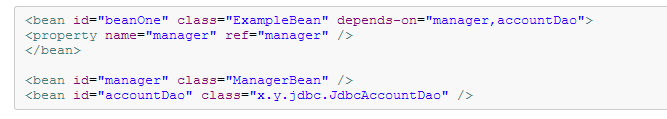 <bean id="beanOne" class="ExampleBean" depends-on="manager,accountDao">
<property name="manager" ref="manager" />
</bean>

<bean id="manager" class="ManagerBean" />
<bean id="accountDao" class="x.y.jdbc.JdbcAccountDao" />